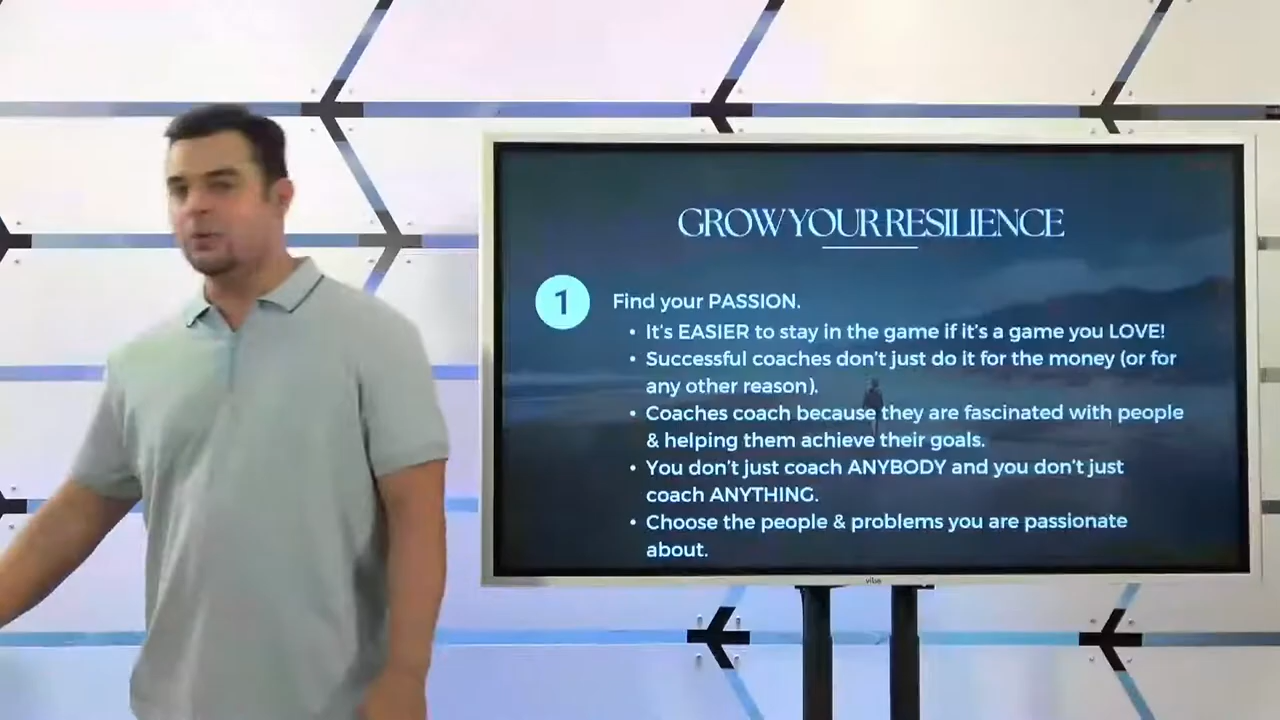 GROW YOUR RESILIENCE
1 Find your PASSION.
• It's EASIER to stay in the game if it's a game you LOVE!
• Successful coaches don't just do it for the money (or for
any other reason).
• Coaches coach because they are fascinated with people
& helping them achieve their goals.
• You don't just coach ANYBODY and you don't just
coach ANYTHING.
• Choose the people & problems you are passionate
about.
vibe